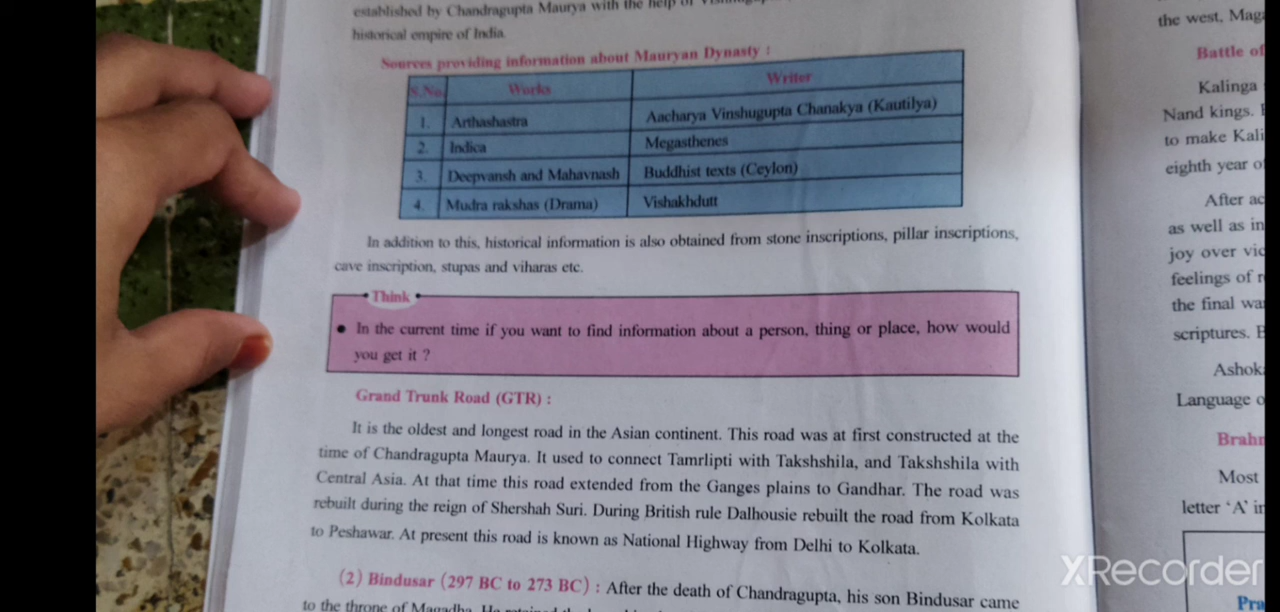 established by Chandragupta Maurya with the help of
historical empire of India.
Sources providing information about Mauryan Dynasty :
S.No. Works Writer
1. Arthashastra Aacharya Vinshugupta Chanakya (Kautilya)
2. Indica Megasthenes
3. Deepvansh and Mahavnash Buddhist texts (Ceylon)
4. Mudra rakshas (Drama) Vishakhdutt
In addition to this, historical information is also obtained from stone inscriptions, pillar inscriptions,
cave inscription, stupas and viharas etc.
Think
• In the current time if you want to find information about a person, thing or place, how would
you get it ?
Grand Trunk Road (GTR) :
It is the oldest and longest road in the Asian continent. This road was at first constructed at the
time of Chandragupta Maurya. It used to connect Tamrlipti with Takshshila, and Takshshila with
Central Asia. At that time this road extended from the Ganges plains to Gandhar. The road was
rebuilt during the reign of Shershah Suri. During British rule Dalhousie rebuilt the road from Kolkata
to Peshawar. At present this road is known as National Highway from Delhi to Kolkata.
(2) Bindusar (297 BC to 273 BC) : After the death of Chandragupta, his son Bindusar came
to the throne of Magadha. He
the west, Maga
Battle of
Kalinga
Nand kings.
to make Kali
eighth year o
After ac
as well as in
joy over vic
feelings of r
the final wa
scriptures. E
Ashok
Language o
Brahm
Most
letter 'A' in
Pra
XRecorder